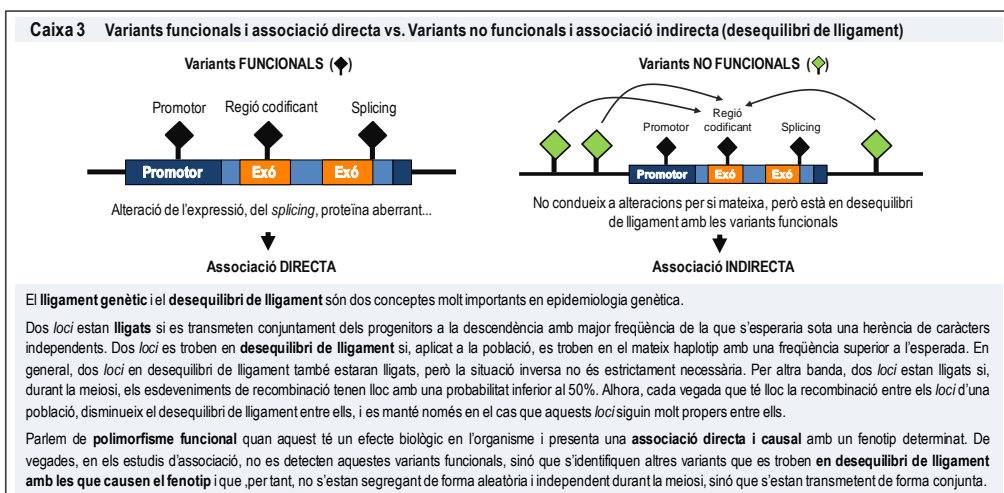 Caixa 3 Variants funcionals i associació directa vs. Variants no funcionals i associació indirecta (desequilibri de lligament)
Variants FUNCIONALS ( )
Promotor Regió codificant Splicing
Promotor Exó Exó
Alteració de l'expressió, del splicing, proteïna aberrant...
Associació DIRECTA
Variants NO FUNCIONALS ( )
Promotor Regió codificant Splicing
Promotor Exó Exó
No condueix a alteracions per si mateixa, però està en desequilibri
de lligament amb les variants funcionals
Associació INDIRECTA
El lligament genètic i el desequilibri de lligament són dos conceptes molt importants en epidemiologia genètica.
Dos loci estan lligats si es transmeten conjuntament dels progenitors a la descendència amb major freqüència de la que s'esperaria sota una herència de caràcters
independents. Dos loci es troben en desequilibri de lligament si, aplicat a la població, es troben en el mateix haplotip amb una freqüència superior a l'esperada. En
general, dos loci en desequilibri de lligament també estaran lligats, però la situació inversa no és estrictament necessària. Per altra banda, dos loci estan lligats si,
durant la meiosi, els esdeveniments de recombinació tenen lloc amb una probabilitat inferior al 50%. Alhora, cada vegada que té lloc la recombinació entre els loci d'una
població, disminueix el desequilibri de lligament entre ells, i es manté només en el cas que aquests loci siguin molt propers entre ells.
Parlem de polimorfisme funcional quan aquest té un efecte biològic en l'organisme i presenta una associació directa i causal amb un fenotip determinat. De
vegades, en els estudis d'associació, no es detecten aquestes variants funcionals, sinó que s'identifiquen altres variants que es troben en desequilibri de lligament
amb les que causen el fenotip i que ,per tant, no s'estan segregant de forma aleatòria i independent durant la meiosi, sinó que s'estan transmetent de forma conjunta.